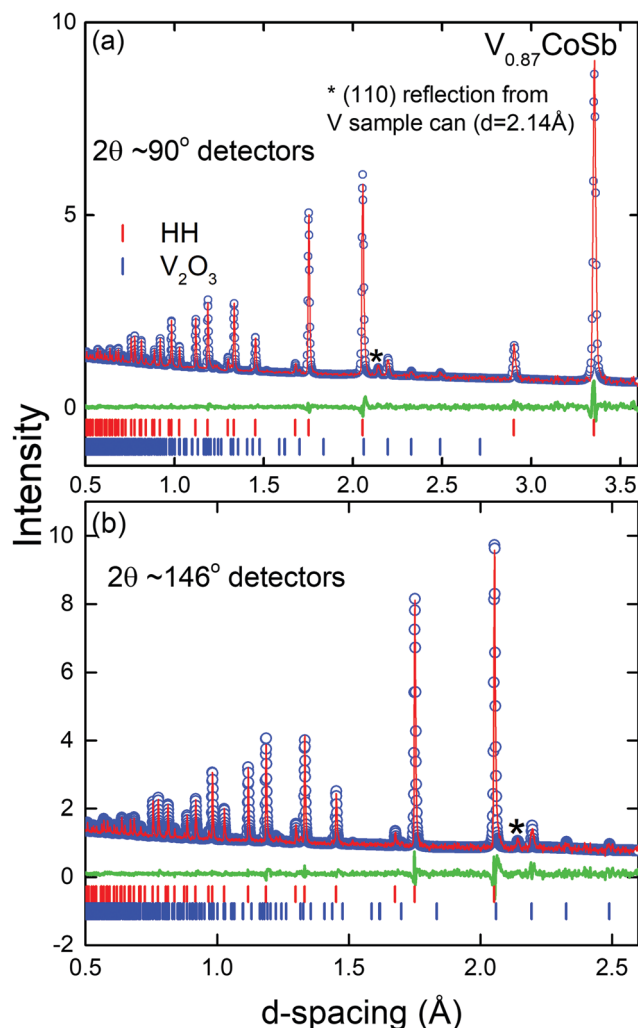 (a)
V₀.₈₇CoSb
* (110) reflection from
V sample can (d=2.14Å)
2θ ~90° detectors
HH
V₂O₃
10
5
0
0.5 1.0 1.5 2.0 2.5 3.0 3.5
Intensity
(b)
2θ ~146° detectors
*
*
10
8
6
4
2
0
-2
0.5 1.0 1.5 2.0 2.5
d-spacing (Å)